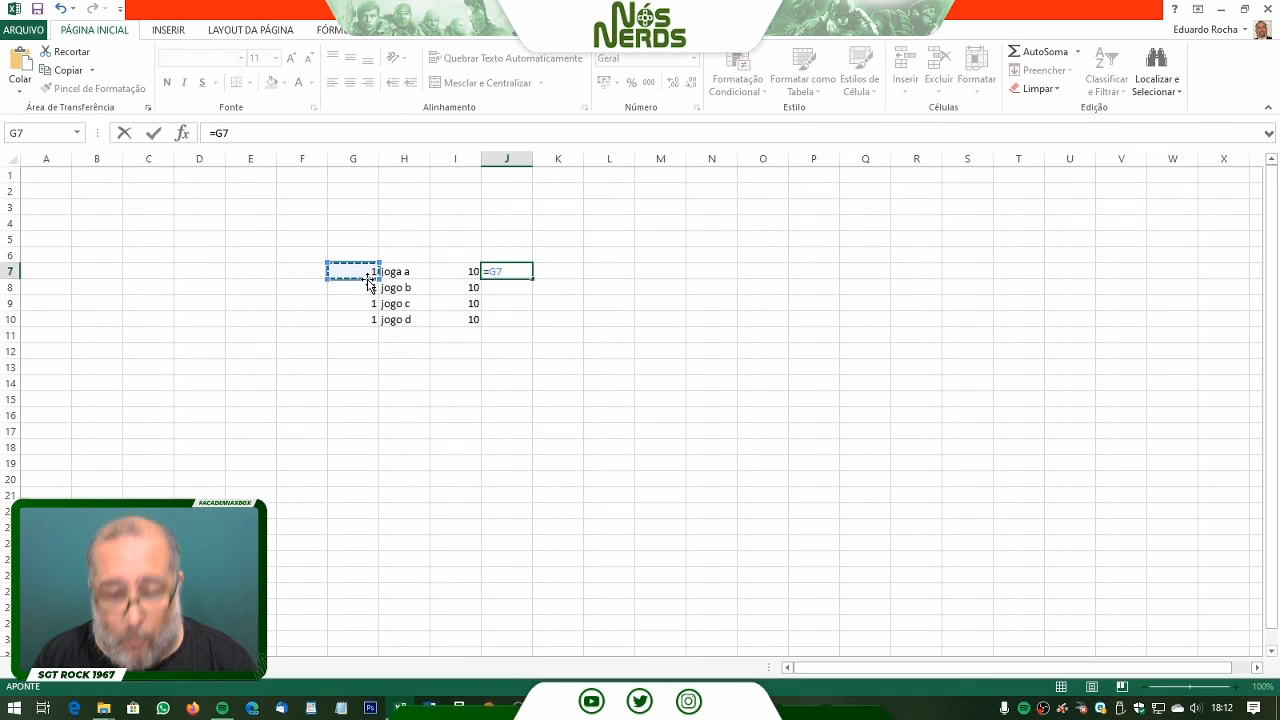 NÓS
NERDS
Eduardo Rocha
ARQUIVO PÁGINA INICIAL INSERIR LAYOUT DA PÁGINA
Colar
Recortar
Copiar
Pincel de Formatação
Área de Transferência
11
N I S
A
Fonte
Quebrar Texto Automaticamente
Mesclar e Centralizar
Alinhamento
Geral
% 000
Número
Formatação Condicional
Formatar como Tabela
Estilos de Célula
Estilo
Inserir
Excluir
Formatar
Células
AutoSoma
Preencher
Limpar
Classificar e Filtrar
Localizar e Selecionar
Edição
G7 fx =G7
A B C D E F G H I J K L M N O P Q R S T U V W X
1
2
3
4
5
6
7 1 joga a 10 =G7
8 1 jogo b 10
9 1 jogo c 10
10 1 jogo d 10
11
12
13
14
15
16
17
18
19
20
21
#ACADEMIAXBOX
SGT ROCK 1967
APONTE
100%
18:12